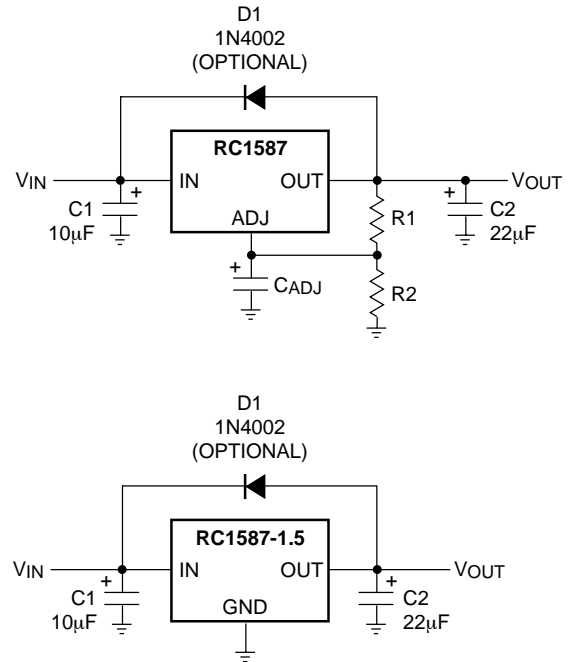 D1
1N4002
(OPTIONAL)
RC1587
VIN
IN
OUT
VOUT
+
C1
10µF
ADJ
R1
+
C2
22µF
+
CADJ
R2
D1
1N4002
(OPTIONAL)
RC1587-1.5
VIN
IN
OUT
VOUT
+
C1
10µF
GND
+
C2
22µF